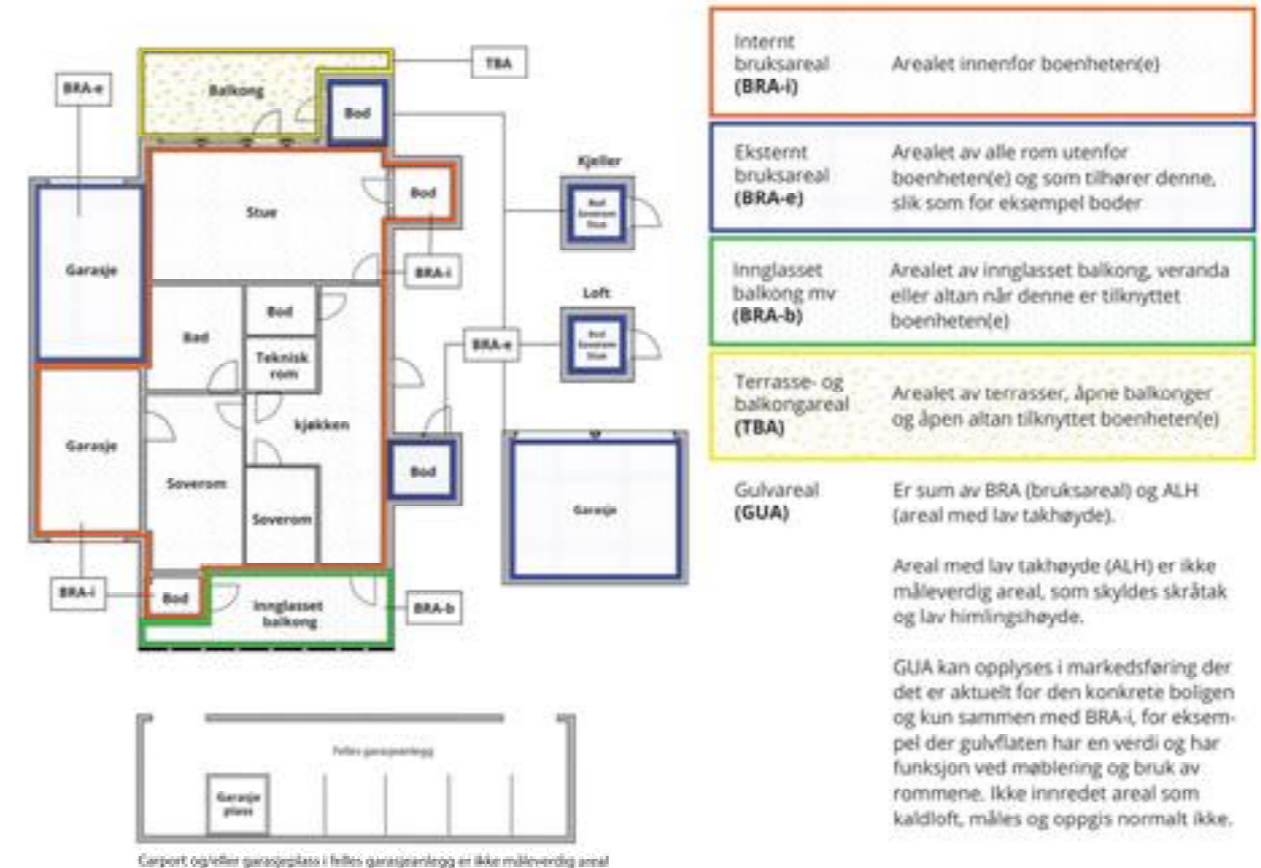 TBA
BRA-e
Balkong
Bod
Kjeller
Bod
Soverom
Stue
Stue
Bod
Garasje
BRA-i
Loft
Bod
Soverom
Stue
Bad
Bod
Teknisk
rom
BRA-e
kjøkken
Garasje
Soverom
Bod
Soverom
Garasje
BRA-i
Bod
Innglasset
balkong
BRA-b
Felles garasjeanlegg
Garasje
plass
Carport og/eller garasjeplass i felles garasjeanlegg er ikke måleverdig areal
Internt
bruksareal
(BRA-i)
Arealet innenfor boenheten(e)
Eksternt
bruksareal
(BRA-e)
Arealet av alle rom utenfor
boenheten(e) og som tilhører denne,
slik som for eksempel boder
Innglasset
balkong mv
(BRA-b)
Arealet av innglasset balkong, veranda
eller altan når denne er tilknyttet
boenheten(e)
Terrasse- og
balkongareal
(TBA)
Arealet av terrasser, åpne balkonger
og åpen altan tilknyttet boenheten(e)
Gulvareal
(GUA)
Er sum av BRA (bruksareal) og ALH
(areal med lav takhøyde).
Areal med lav takhøyde (ALH) er ikke
måleverdig areal, som skyldes skråtak
og lav himlingshøyde.
GUA kan opplyses i markedsføring der
det er aktuelt for den konkrete boligen
og kun sammen med BRA-i, for eksem-
pel der gulvflaten har en verdi og har
funksjon ved møblering og bruk av
rommene. Ikke innredet areal som
kaldloft, måles og oppgis normalt ikke.